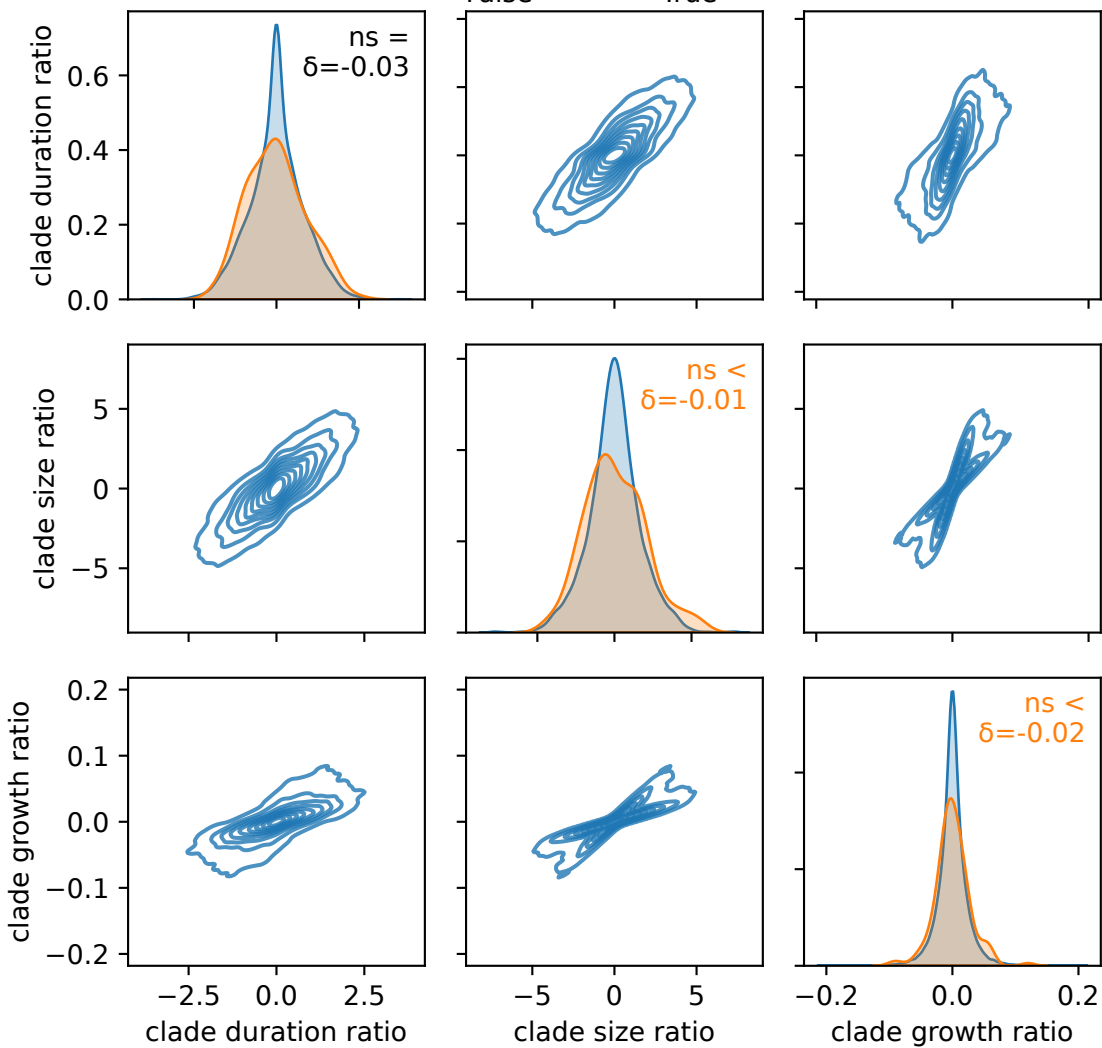 clade duration ratio
0.6
0.4
0.2
0.0
ns =
δ=-0.03
clade size ratio
5
0
−5
ns <
δ=-0.01
clade growth ratio
0.2
0.1
0.0
−0.1
−0.2
ns <
δ=-0.02
−2.5 0.0 2.5
−5 0 5
−0.2 0.0 0.2
clade duration ratio
clade size ratio
clade growth ratio